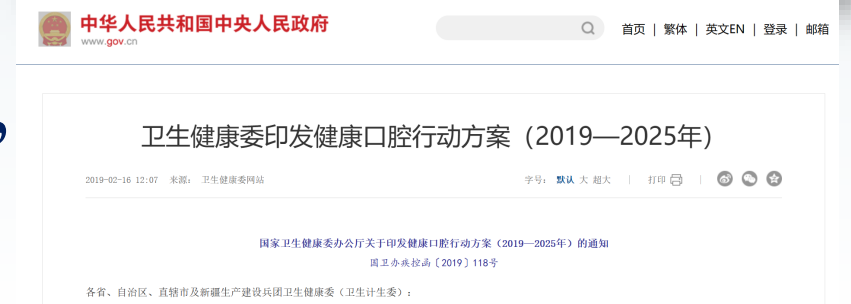 中华人民共和国中央人民政府
www.gov.cn
首页 | 繁体 | 英文EN | 登录 | 邮箱
卫生健康委印发健康口腔行动方案（2019—2025年）
2019-02-16 12:07 来源： 卫生健康委网站 字号： 默认 大 超大 | 打印 |
国家卫生健康委办公厅关于印发健康口腔行动方案（2019—2025年）的通知
国卫办疾控函〔2019〕118号
各省、自治区、直辖市及新疆生产建设兵团卫生健康委（卫生计生委）：